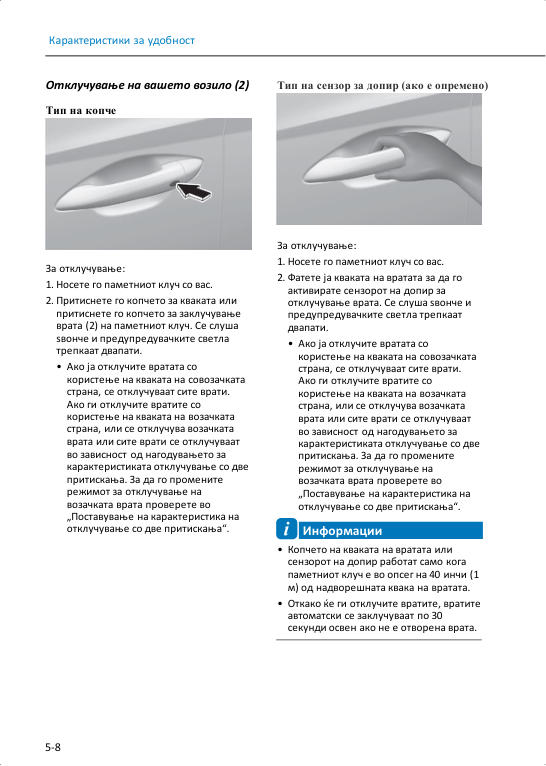 Карактеристики за удобност
Отклучување на вашето возило (2)
Тип на копче
За отклучување:
1. Носете го паметниот клуч со вас.
2. Притиснете го копчето за кваката или
притиснете го копчето за заклучување
врата (2) на паметниот клуч. Се слуша
ѕвонче и предупредувачките светла
трепкаат двапати.
• Ако ја отклучите вратата со
користење на кваката на совозачката
страна, се отклучуваат сите врати.
Ако ги отклучите вратите со
користење на кваката на возачката
страна, или се отклучува возачката
врата или сите врати се отклучуваат
во зависност од нагодувањето за
карактеристиката отклучување со две
притискања. За да го промените
режимот за отклучување на
возачката врата проверете во
„Поставување на карактеристика на
отклучување со две притискања“.
Тип на сензор за допир (ако е опремено)
За отклучување:
1. Носете го паметниот клуч со вас.
2. Фатете ја кваката на вратата за да го
активирате сензорот на допир за
отклучување врата. Се слуша ѕвонче и
предупредувачките светла трепкаат
двапати.
• Ако ја отклучите вратата со
користење на кваката на совозачката
страна, се отклучуваат сите врати.
Ако ги отклучите вратите со
користење на кваката на возачката
страна, или се отклучува возачката
врата или сите врати се отклучуваат
во зависност од нагодувањето за
карактеристиката отклучување со две
притискања. За да го промените
режимот за отклучување на
возачката врата проверете во
„Поставување на карактеристика на
отклучување со две притискања“.
i Информации
• Копчето на кваката на вратата или
сензорот на допир работат само кога
паметниот клуч е во опсег на 40 инчи (1
м) од надворешната квака на вратата.
• Откако ќе ги отклучите вратите, вратите
автоматски се заклучуваат по 30
секунди освен ако не е отворена врата.
5-8